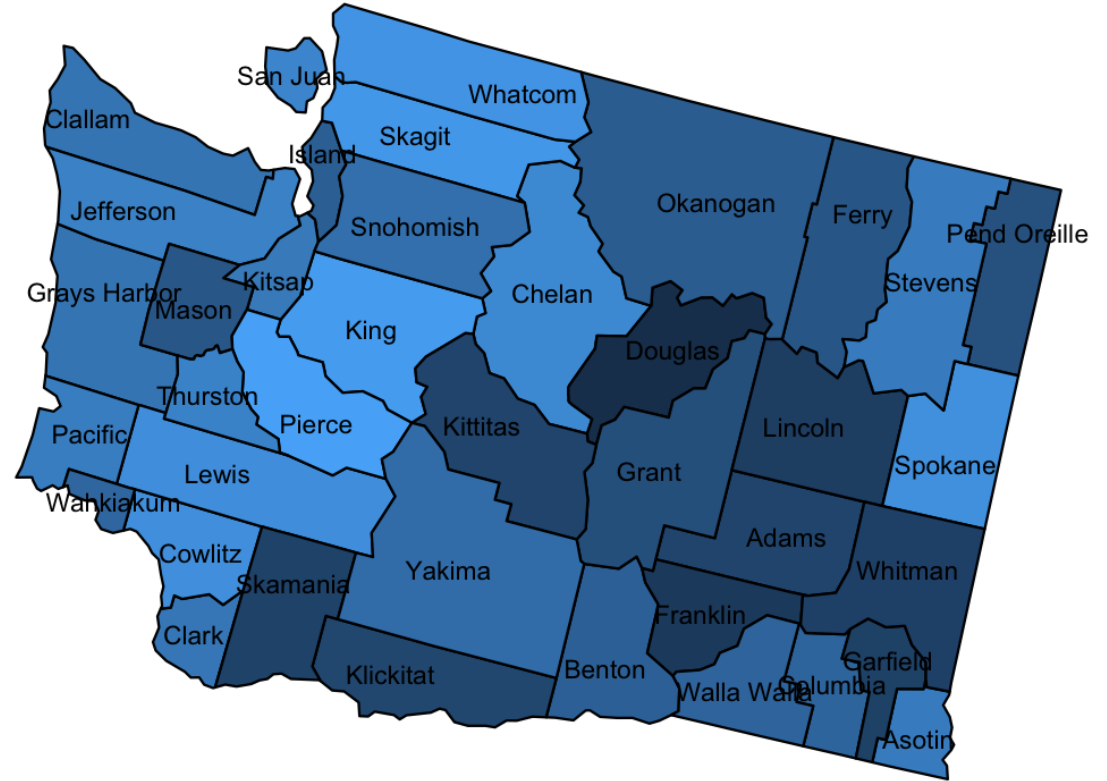 San Juan
Whatcom
Clallam
Skagit
Island
Jefferson
Snohomish
Okanogan
Ferry
Pend Oreille
Grays Harbor
Mason
Kitsap
King
Chelan
Stevens
Douglas
Thurston
Pierce
Kittitas
Lincoln
Pacific
Lewis
Grant
Spokane
Wahkiakum
Cowlitz
Yakima
Adams
Whitman
Skamania
Clark
Klickitat
Benton
Franklin
Walla Walla
Columbia
Garfield
Asotin